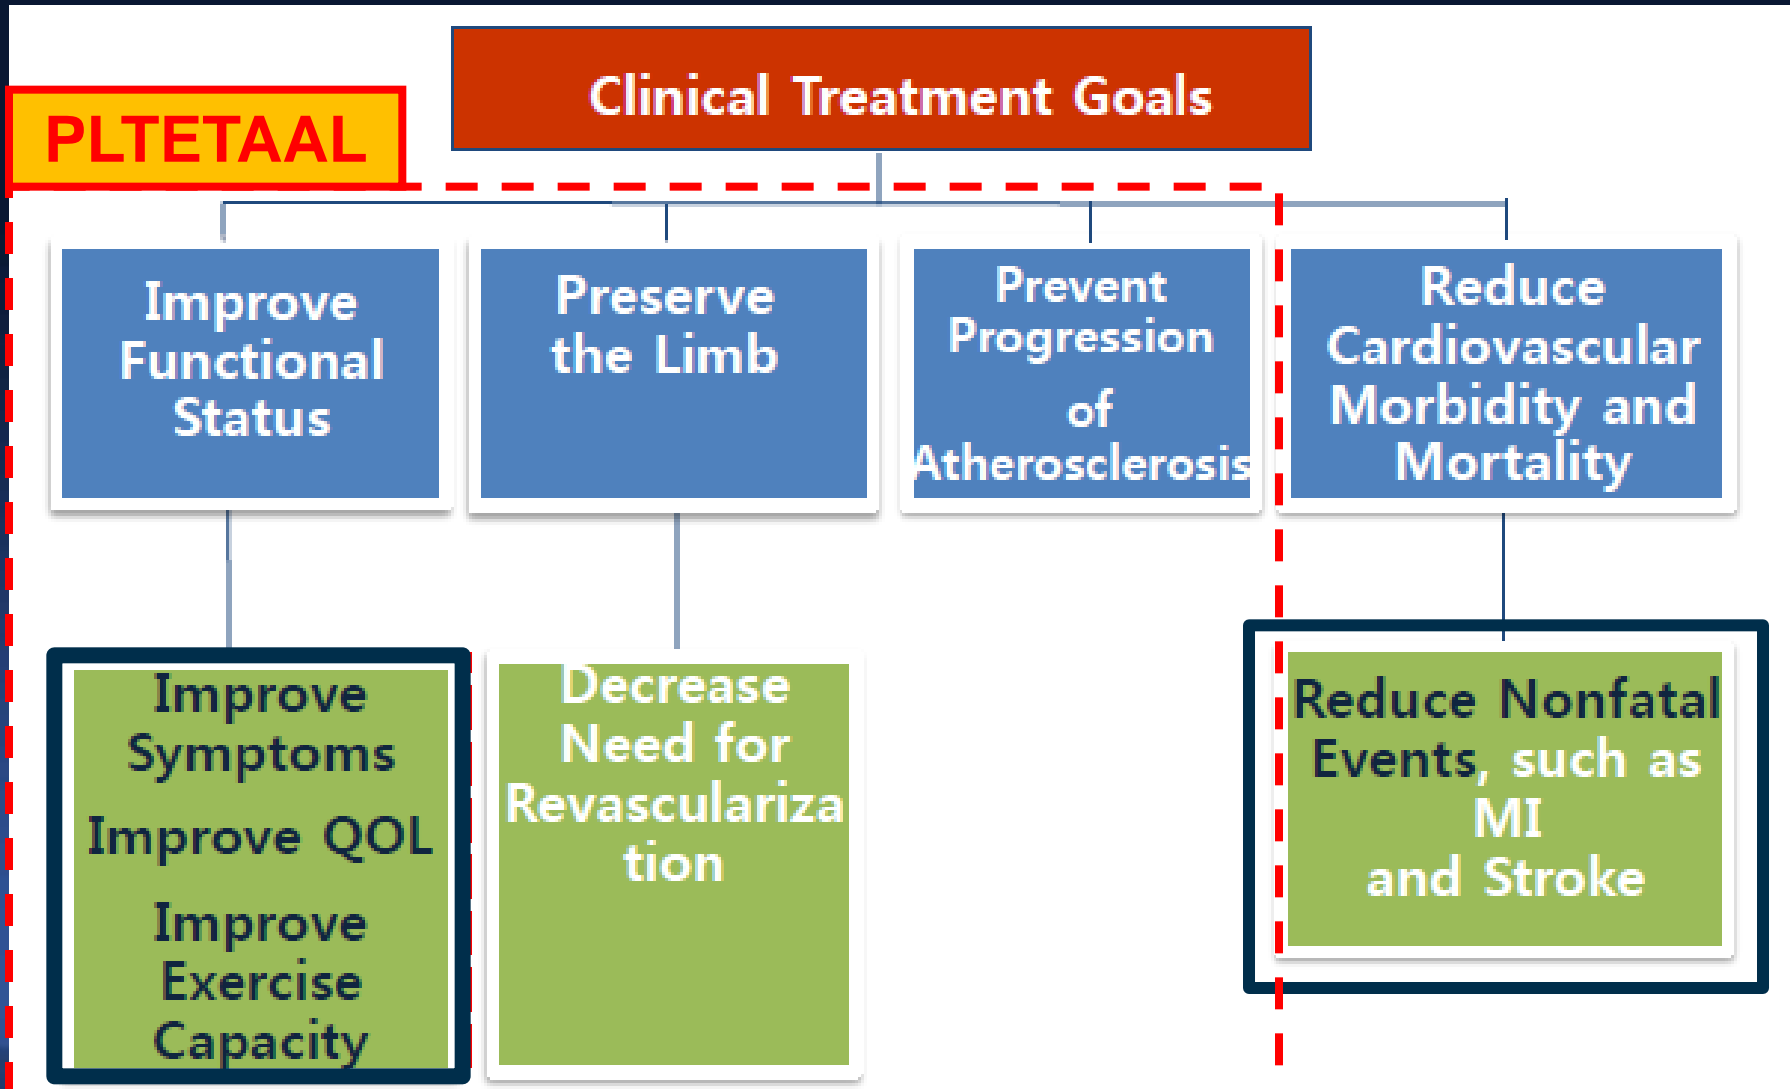 Clinical Treatment Goals
PLTETAAL
Improve
Functional
Status
Preserve
the Limb
Prevent
Progression
of
Atherosclerosis
Reduce
Cardiovascular
Morbidity and
Mortality
Improve
Symptoms
Improve QOL
Improve
Exercise
Capacity
Decrease
Need for
Revasculariza
tion
Reduce Nonfatal
Events, such as
MI
and Stroke